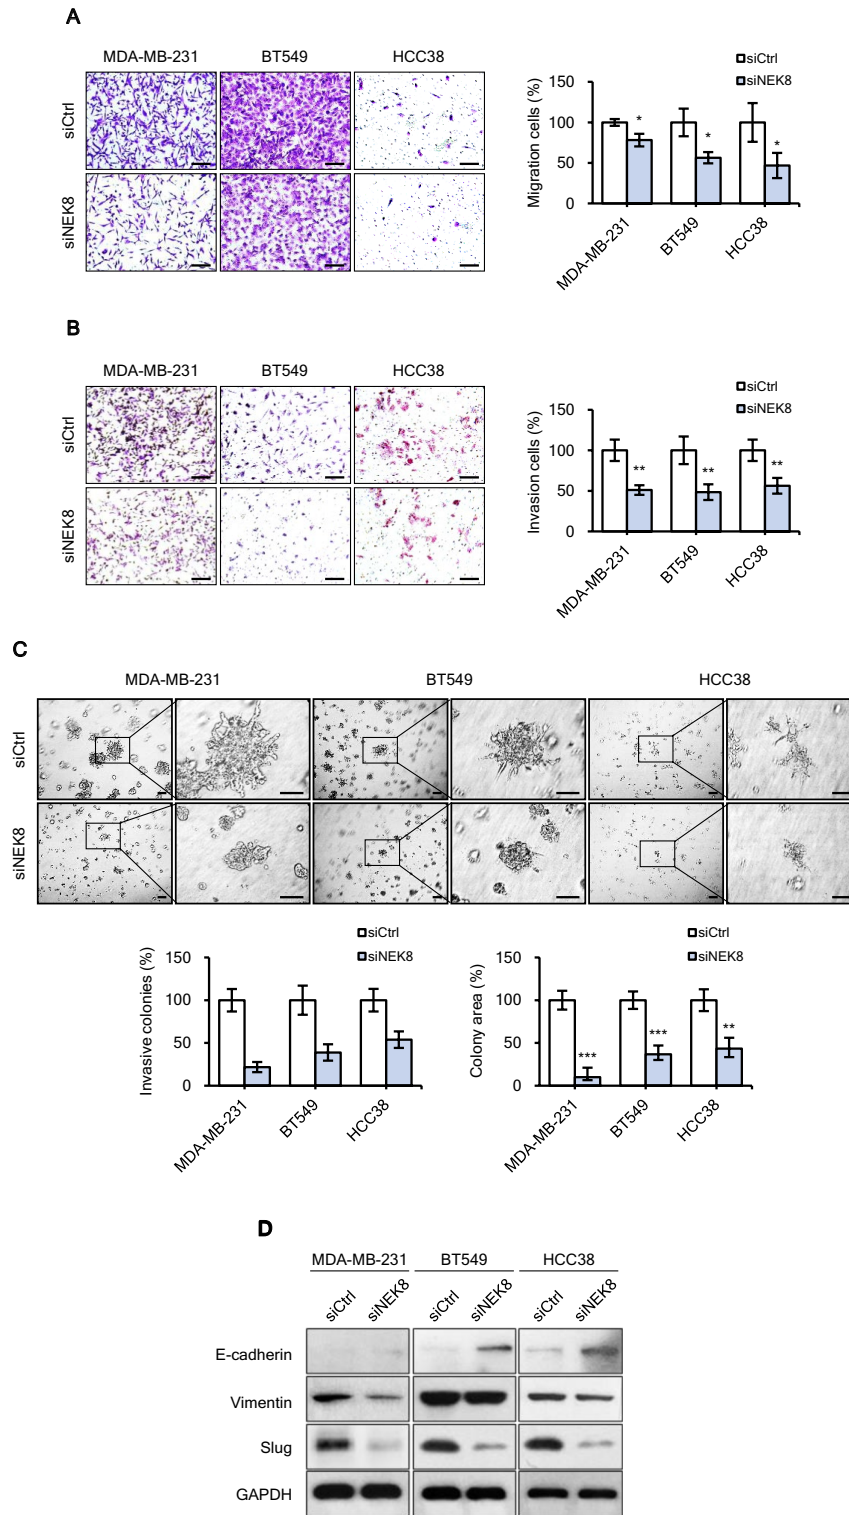 A
MDA-MB-231 BT549 HCC38
siCtrl
siNEK8
siCtrl
siNEK8
Migration cells (%)
150
100
50
0
* * *
MDA-MB-231 BT549 HCC38
B
MDA-MB-231 BT549 HCC38
siCtrl
siNEK8
siCtrl
siNEK8
Invasion cells (%)
150
100
50
0
** ** **
MDA-MB-231 BT549 HCC38
C
MDA-MB-231 BT549 HCC38
siCtrl
siNEK8
siCtrl
siNEK8
Invasive colonies (%)
150
100
50
0
MDA-MB-231 BT549 HCC38
siCtrl
siNEK8
Colony area (%)
150
100
50
0
*** *** **
MDA-MB-231 BT549 HCC38
D
MDA-MB-231 BT549 HCC38
siCtrl siNEK8 siCtrl siNEK8 siCtrl siNEK8
E-cadherin
Vimentin
Slug
GAPDH